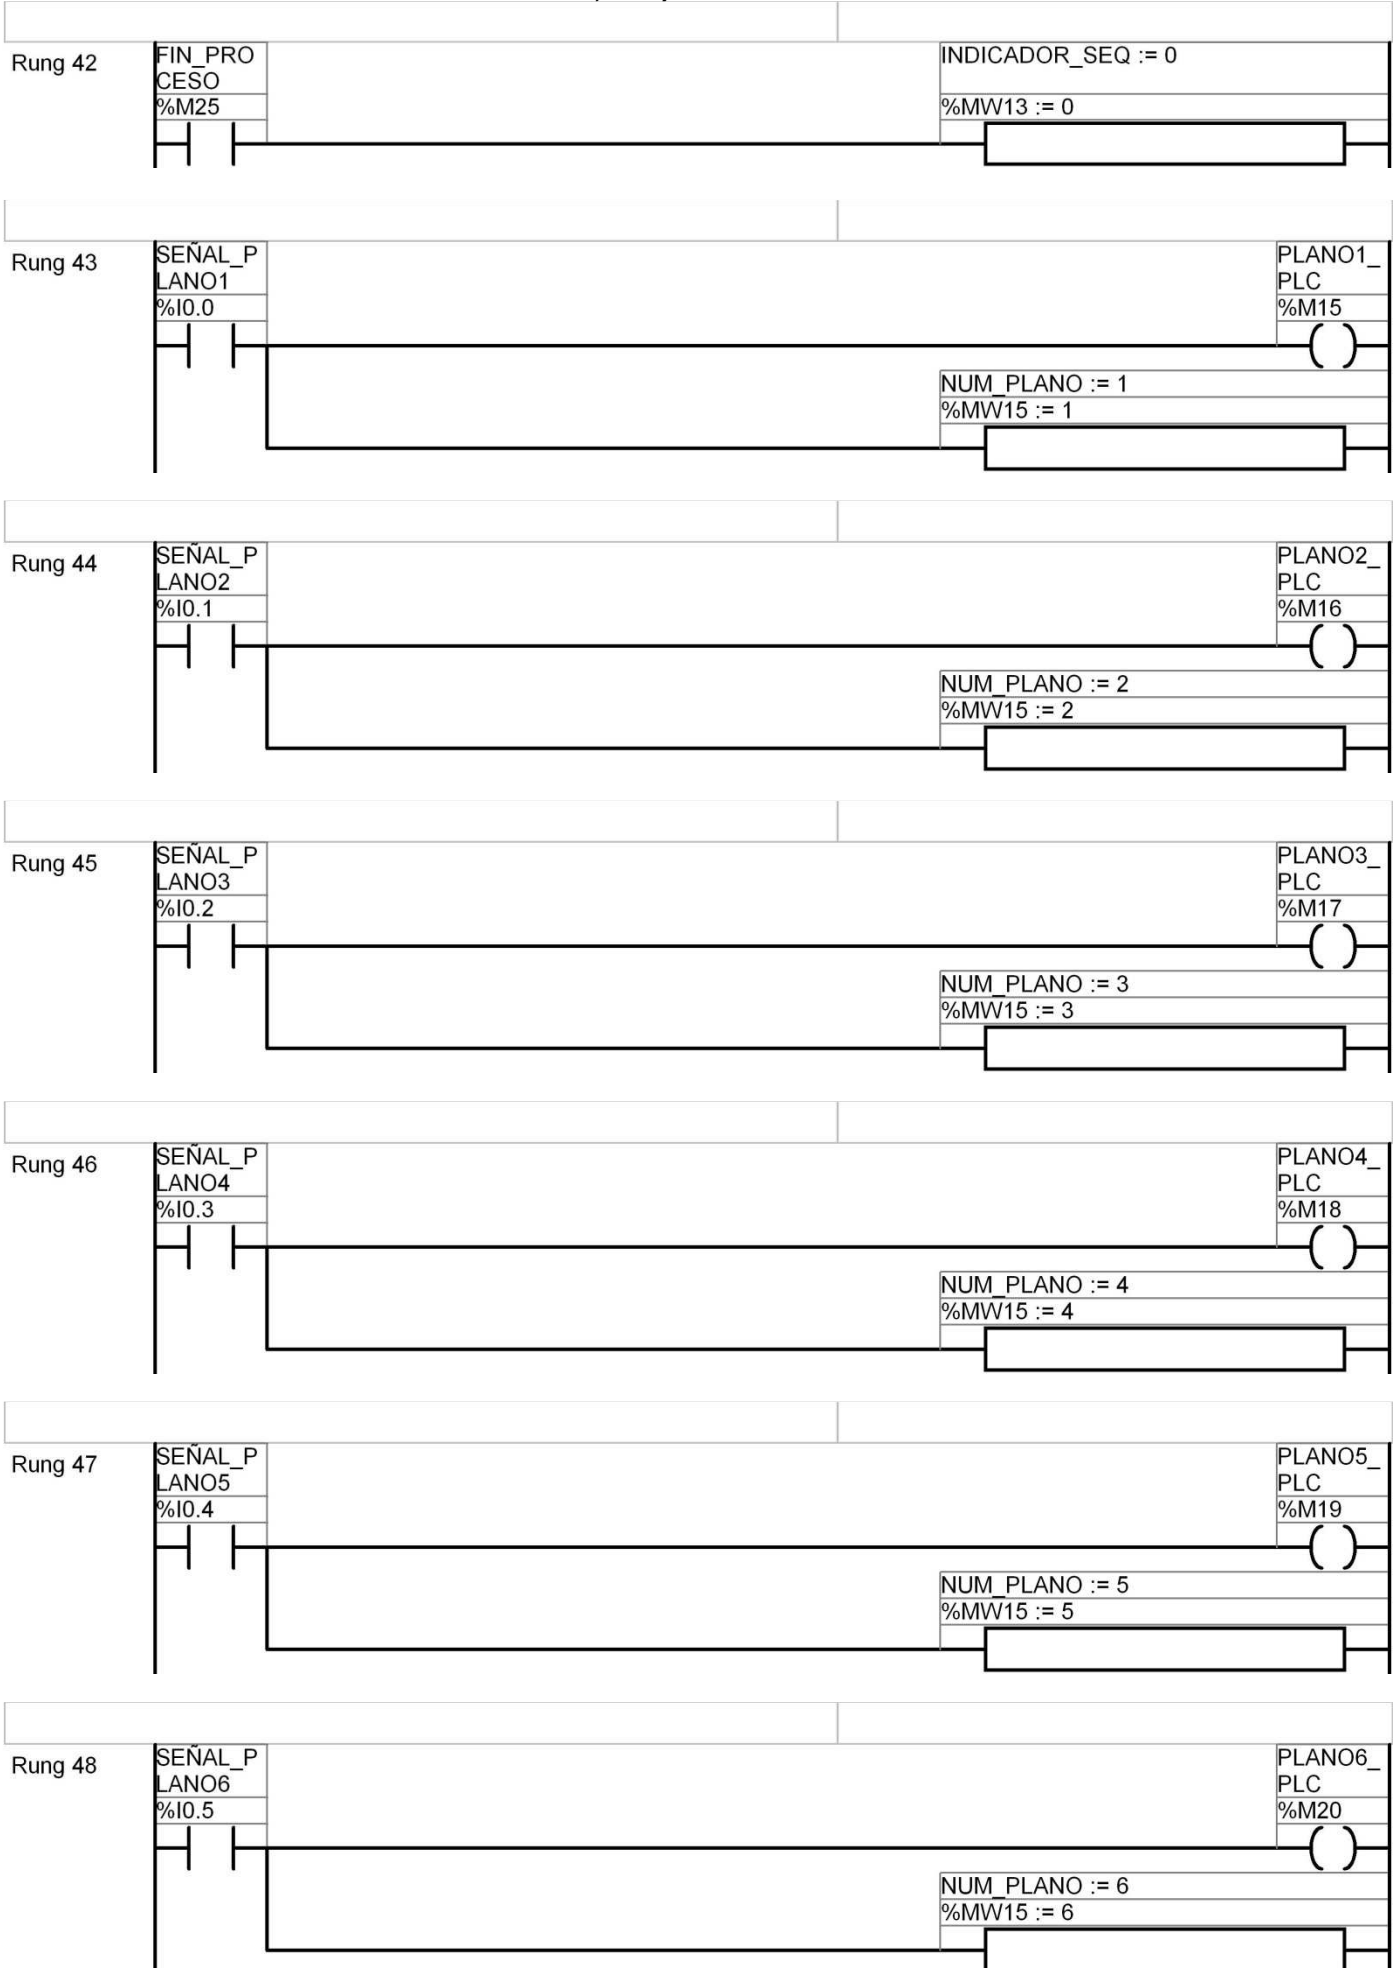 Rung 42
FIN_PRO
CESO
%M25
INDICADOR_SEQ := 0
%MW13 := 0
Rung 43
SEÑAL_P
LANO1
%I0.0
PLANO1_
PLC
%M15
NUM_PLANO := 1
%MW15 := 1
Rung 44
SEÑAL_P
LANO2
%I0.1
PLANO2_
PLC
%M16
NUM_PLANO := 2
%MW15 := 2
Rung 45
SEÑAL_P
LANO3
%I0.2
PLANO3_
PLC
%M17
NUM_PLANO := 3
%MW15 := 3
Rung 46
SEÑAL_P
LANO4
%I0.3
PLANO4_
PLC
%M18
NUM_PLANO := 4
%MW15 := 4
Rung 47
SEÑAL_P
LANO5
%I0.4
PLANO5_
PLC
%M19
NUM_PLANO := 5
%MW15 := 5
Rung 48
SEÑAL_P
LANO6
%I0.5
PLANO6_
PLC
%M20
NUM_PLANO := 6
%MW15 := 6